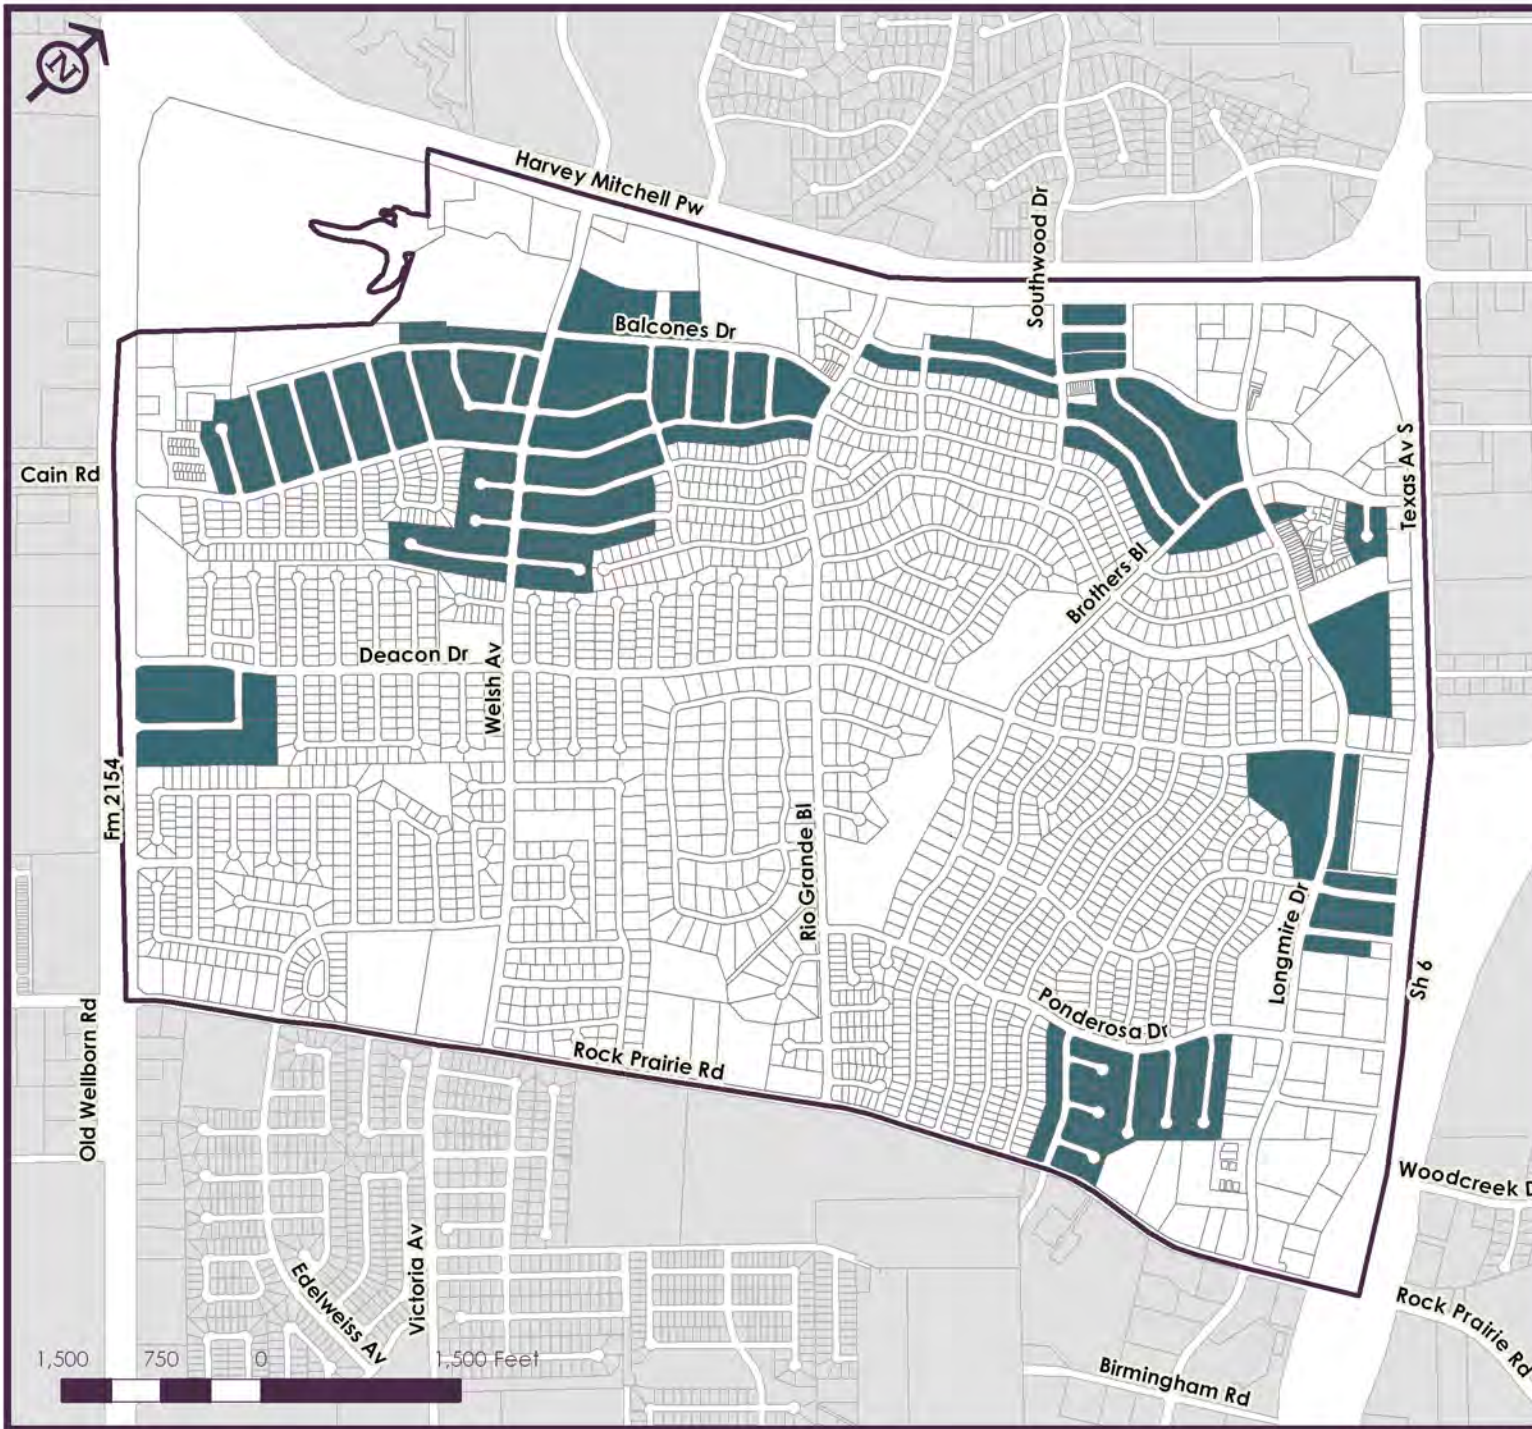 N
Harvey Mitchell Pw
Southwood Dr
Balcones Dr
Texas Av S
Cain Rd
Brothers Bl
Deacon Dr
Welsh Av
Fm 2154
Rio Grande Bl
Longmire Dr
Sh 6
Ponderosa Dr
Old Wellborn Rd
Rock Prairie Rd
Woodcreek D
Victoria Av
Edelweiss Av
Rock Prairie Rd
Birmingham Rd
1,500 750 0 1,500 Feet